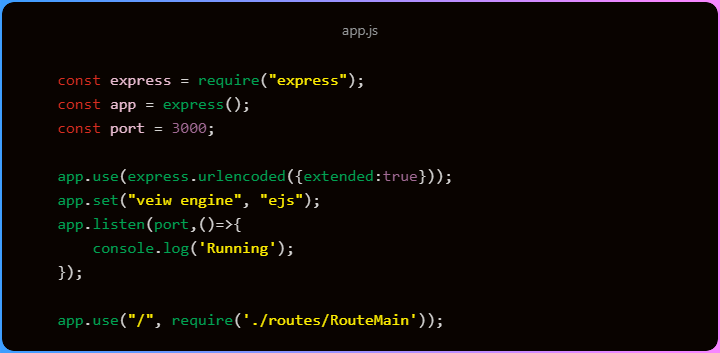 app.js
const express = require("express");
const app = express();
const port = 3000;
app.use(express.urlencoded({extended:true}));
app.set("veiw engine", "ejs");
app.listen(port,()=>{
    console.log('Running');
});
app.use("/", require('./routes/RouteMain'));